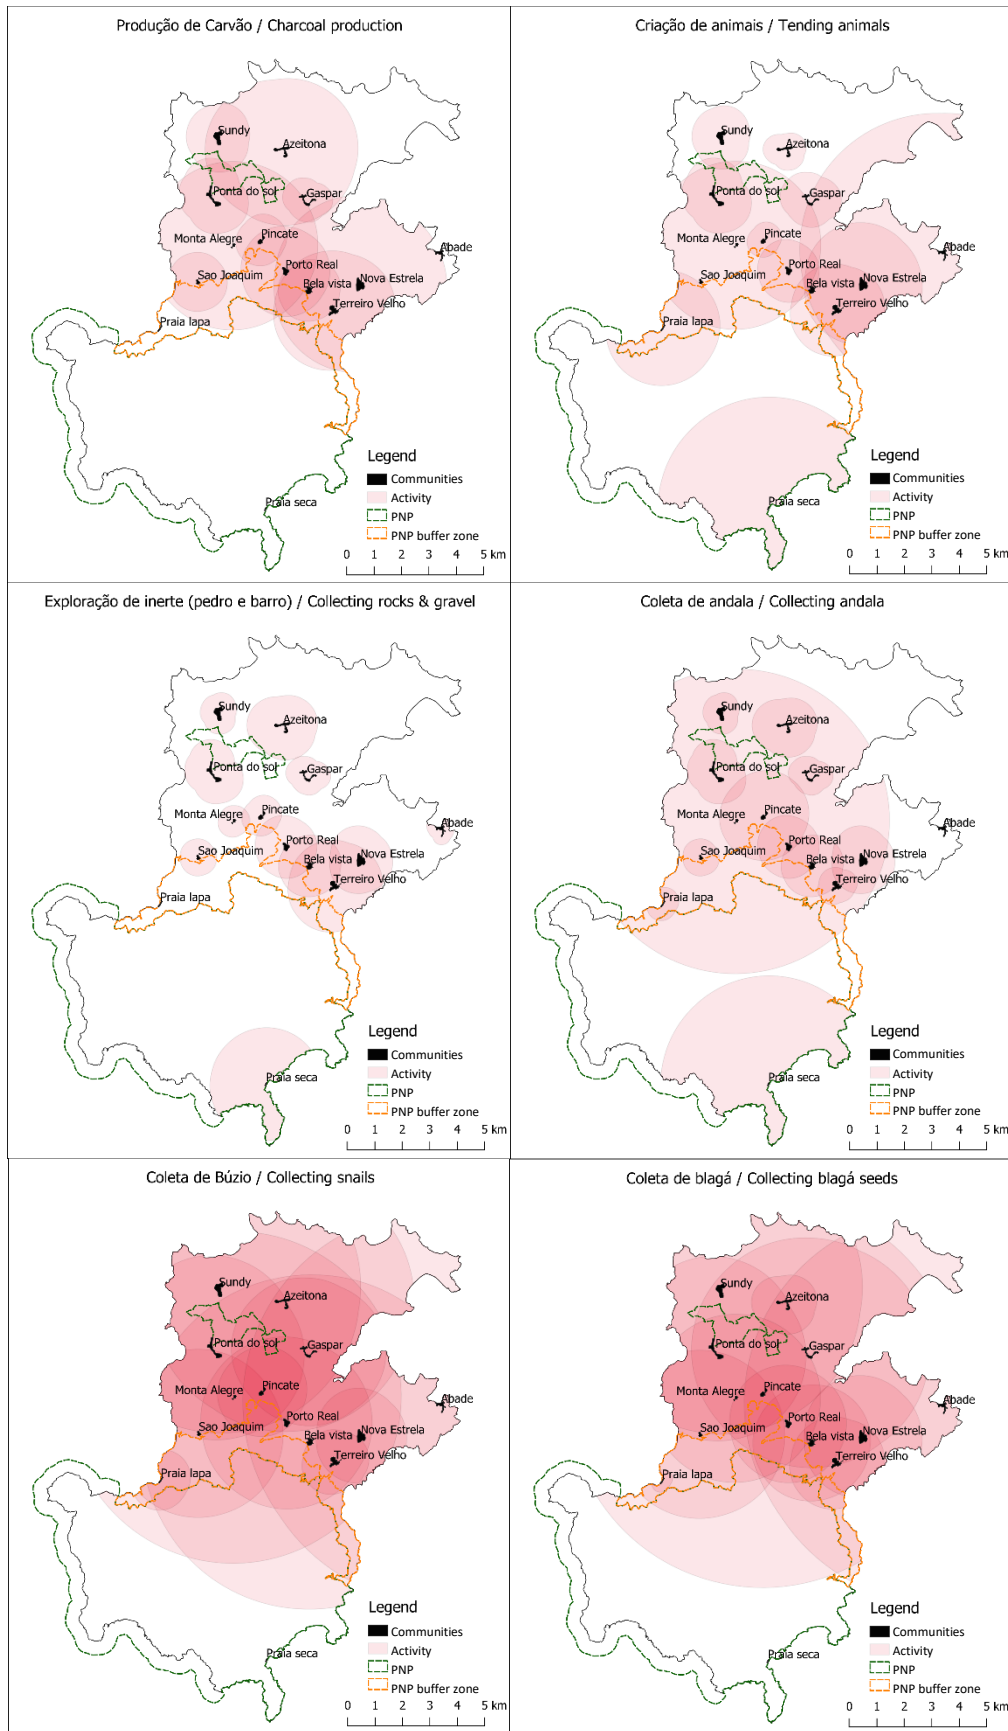 Produção de Carvão / Charcoal production
Sundy
Azeitona
Ponta do sol
Gaspar
Monta Alegre
Pincate
Abade
Sao Joaquim
Porto Real
Bela vista
Nova Estrela
Terreiro Velho
Praia lapa
Praia seca
Legend
Communities
Activity
PNP
PNP buffer zone
0 1 2 3 4 5 km
Criação de animais / Tending animals
Sundy
Azeitona
Ponta do sol
Gaspar
Monta Alegre
Pincate
Abade
Sao Joaquim
Porto Real
Bela vista
Nova Estrela
Terreiro Velho
Praia lapa
Praia seca
Legend
Communities
Activity
PNP
PNP buffer zone
0 1 2 3 4 5 km
Exploração de inerte (pedro e barro) / Collecting rocks & gravel
Sundy
Azeitona
Ponta do sol
Gaspar
Monta Alegre
Pincate
Abade
Sao Joaquim
Porto Real
Bela vista
Nova Estrela
Terreiro Velho
Praia lapa
Praia seca
Legend
Communities
Activity
PNP
PNP buffer zone
0 1 2 3 4 5 km
Coleta de andala / Collecting andala
Sundy
Azeitona
Ponta do sol
Gaspar
Monta Alegre
Pincate
Abade
Sao Joaquim
Porto Real
Bela vista
Nova Estrela
Terreiro Velho
Praia lapa
Praia seca
Legend
Communities
Activity
PNP
PNP buffer zone
0 1 2 3 4 5 km
Coleta de Búzio / Collecting snails
Sundy
Azeitona
Ponta do sol
Gaspar
Monta Alegre
Pincate
Abade
Sao Joaquim
Porto Real
Bela vista
Nova Estrela
Terreiro Velho
Praia lapa
Praia seca
Legend
Communities
Activity
PNP
PNP buffer zone
0 1 2 3 4 5 km
Coleta de blagá / Collecting blagá seeds
Sundy
Azeitona
Ponta do sol
Gaspar
Monta Alegre
Pincate
Abade
Sao Joaquim
Porto Real
Bela vista
Nova Estrela
Terreiro Velho
Praia lapa
Praia seca
Legend
Communities
Activity
PNP
PNP buffer zone
0 1 2 3 4 5 km